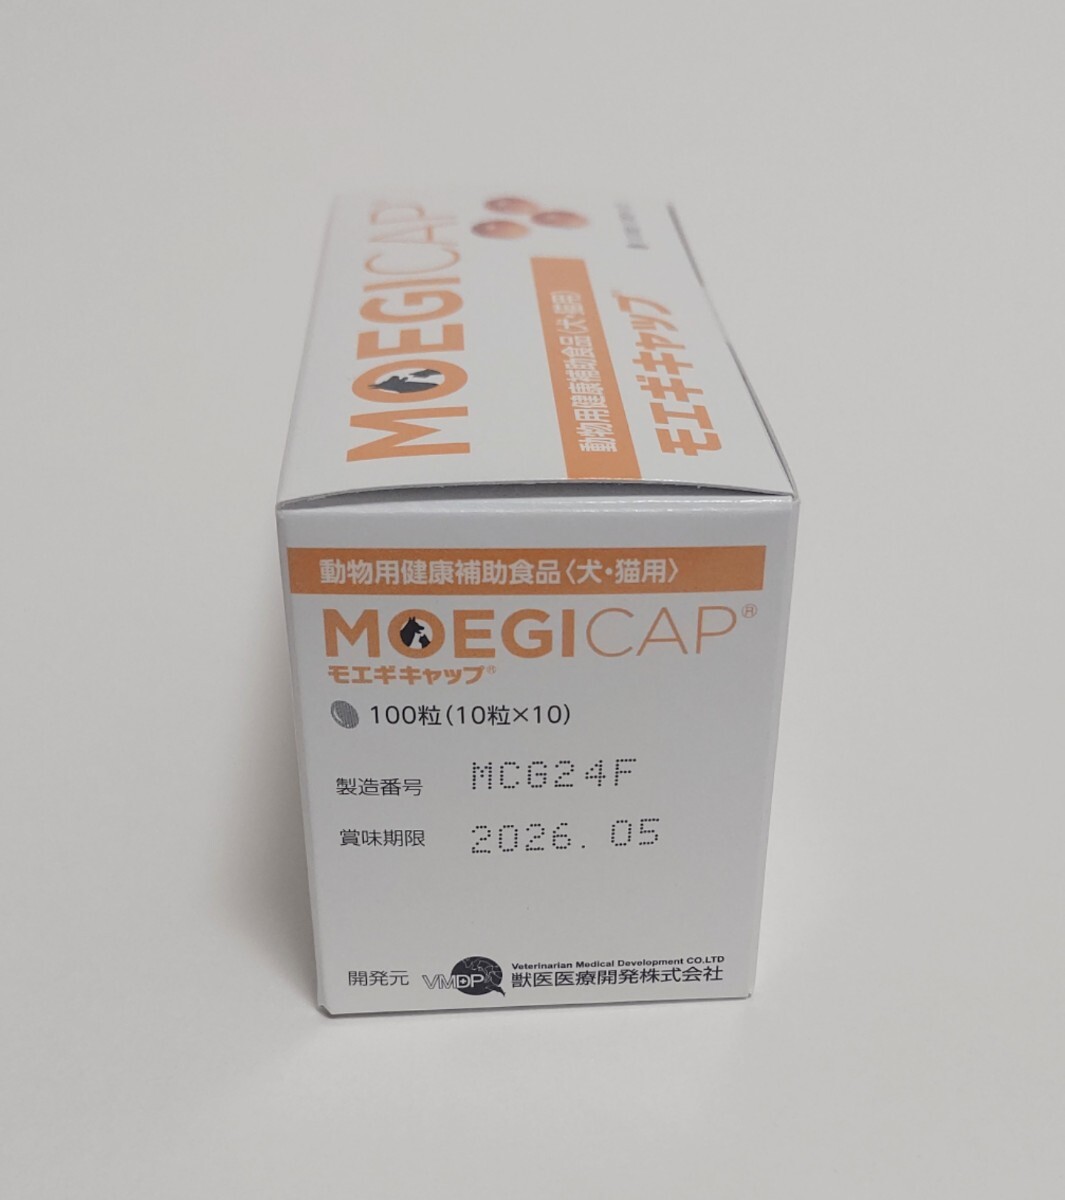 MOEGICAP
動物用健康補助食品〈犬・猫用〉
モエギキャップ
動物用健康補助食品〈犬・猫用〉
MOEGICAP®
モエギキャップ®
100粒(10粒×10)
製造番号 MCG24F
賞味期限 2026.05
開発元 VMDP Veterinarian Medical Development CO.LTD
獣医医療開発株式会社